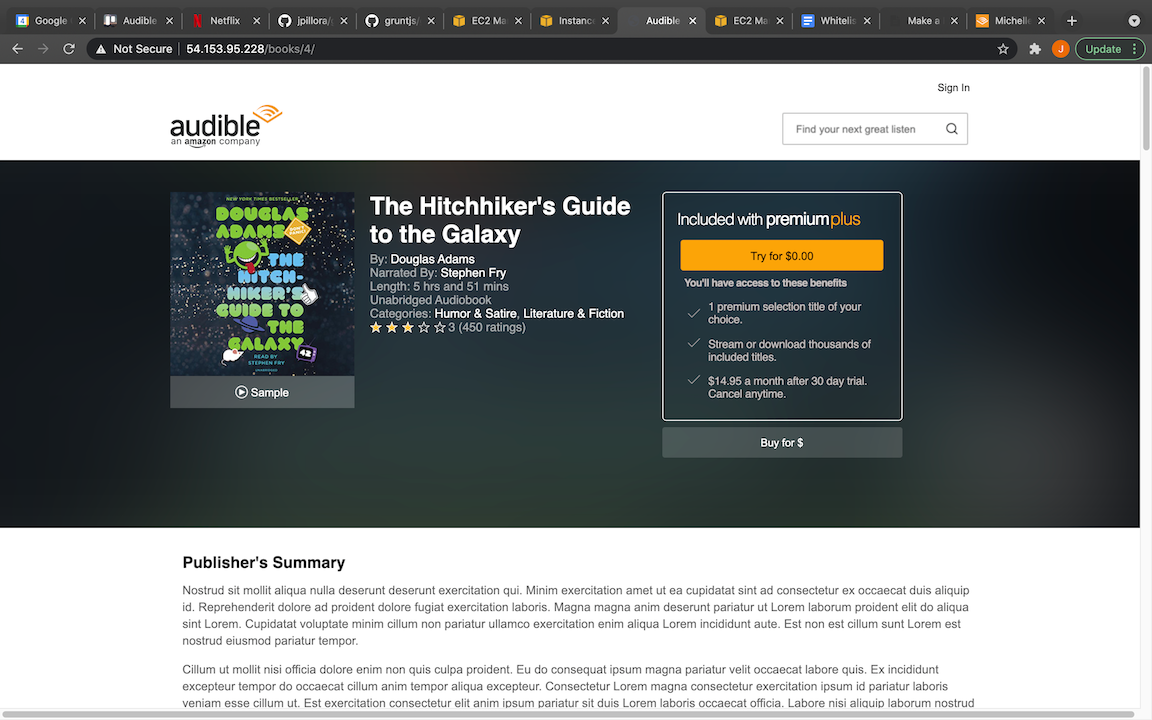 Google
Audible
Netflix
jpillora/
gruntjs/
EC2 Ma
Instanc
Audible
EC2 Ma
Whitelis
Make a
Michell
Not Secure
54.153.95.228/books/4/
J
Update
Sign In
audible
an amazon company
Find your next great listen
NEW YORK TIMES BESTSELLER
DOUGLAS
ADAMS
DON'T
PANIC!
THE
HITCH-
HIKER'S
GUIDE TO
THE
GALAXY
READ BY
STEPHEN FRY
UNABRIDGED
42
Sample
The Hitchhiker's Guide
to the Galaxy
By: Douglas Adams
Narrated By: Stephen Fry
Length: 5 hrs and 51 mins
Unabridged Audiobook
Categories: Humor & Satire, Literature & Fiction
3 (450 ratings)
Included with premium plus
Try for $0.00
You'll have access to these benefits
1 premium selection title of your
choice.
Stream or download thousands of
included titles.
$14.95 a month after 30 day trial.
Cancel anytime.
Buy for $
Publisher's Summary
Nostrud sit mollit aliqua nulla deserunt deserunt exercitation qui. Minim exercitation amet ut ea cupidatat sint ad consectetur ex occaecat duis aliquip
id. Reprehenderit dolore ad proident dolore fugiat exercitation laboris. Magna magna anim deserunt pariatur ut Lorem laborum proident elit do aliqua
sint Lorem. Cupidatat voluptate minim cillum non pariatur ullamco exercitation enim aliqua Lorem incididunt aute. Est non est cillum sunt Lorem est
nostrud eiusmod pariatur tempor.
Cillum ut mollit nisi officia dolore enim non quis culpa proident. Eu do consequat ipsum magna pariatur velit occaecat labore quis. Ex incididunt
excepteur tempor do occaecat cillum anim tempor aliqua excepteur. Consectetur Lorem magna consectetur exercitation ipsum id pariatur laboris
veniam esse cillum ut. Est exercitation consectetur elit anim ipsum pariatur sit duis Lorem laboris occaecat officia. Labore nisi aliquip laborum nostrud